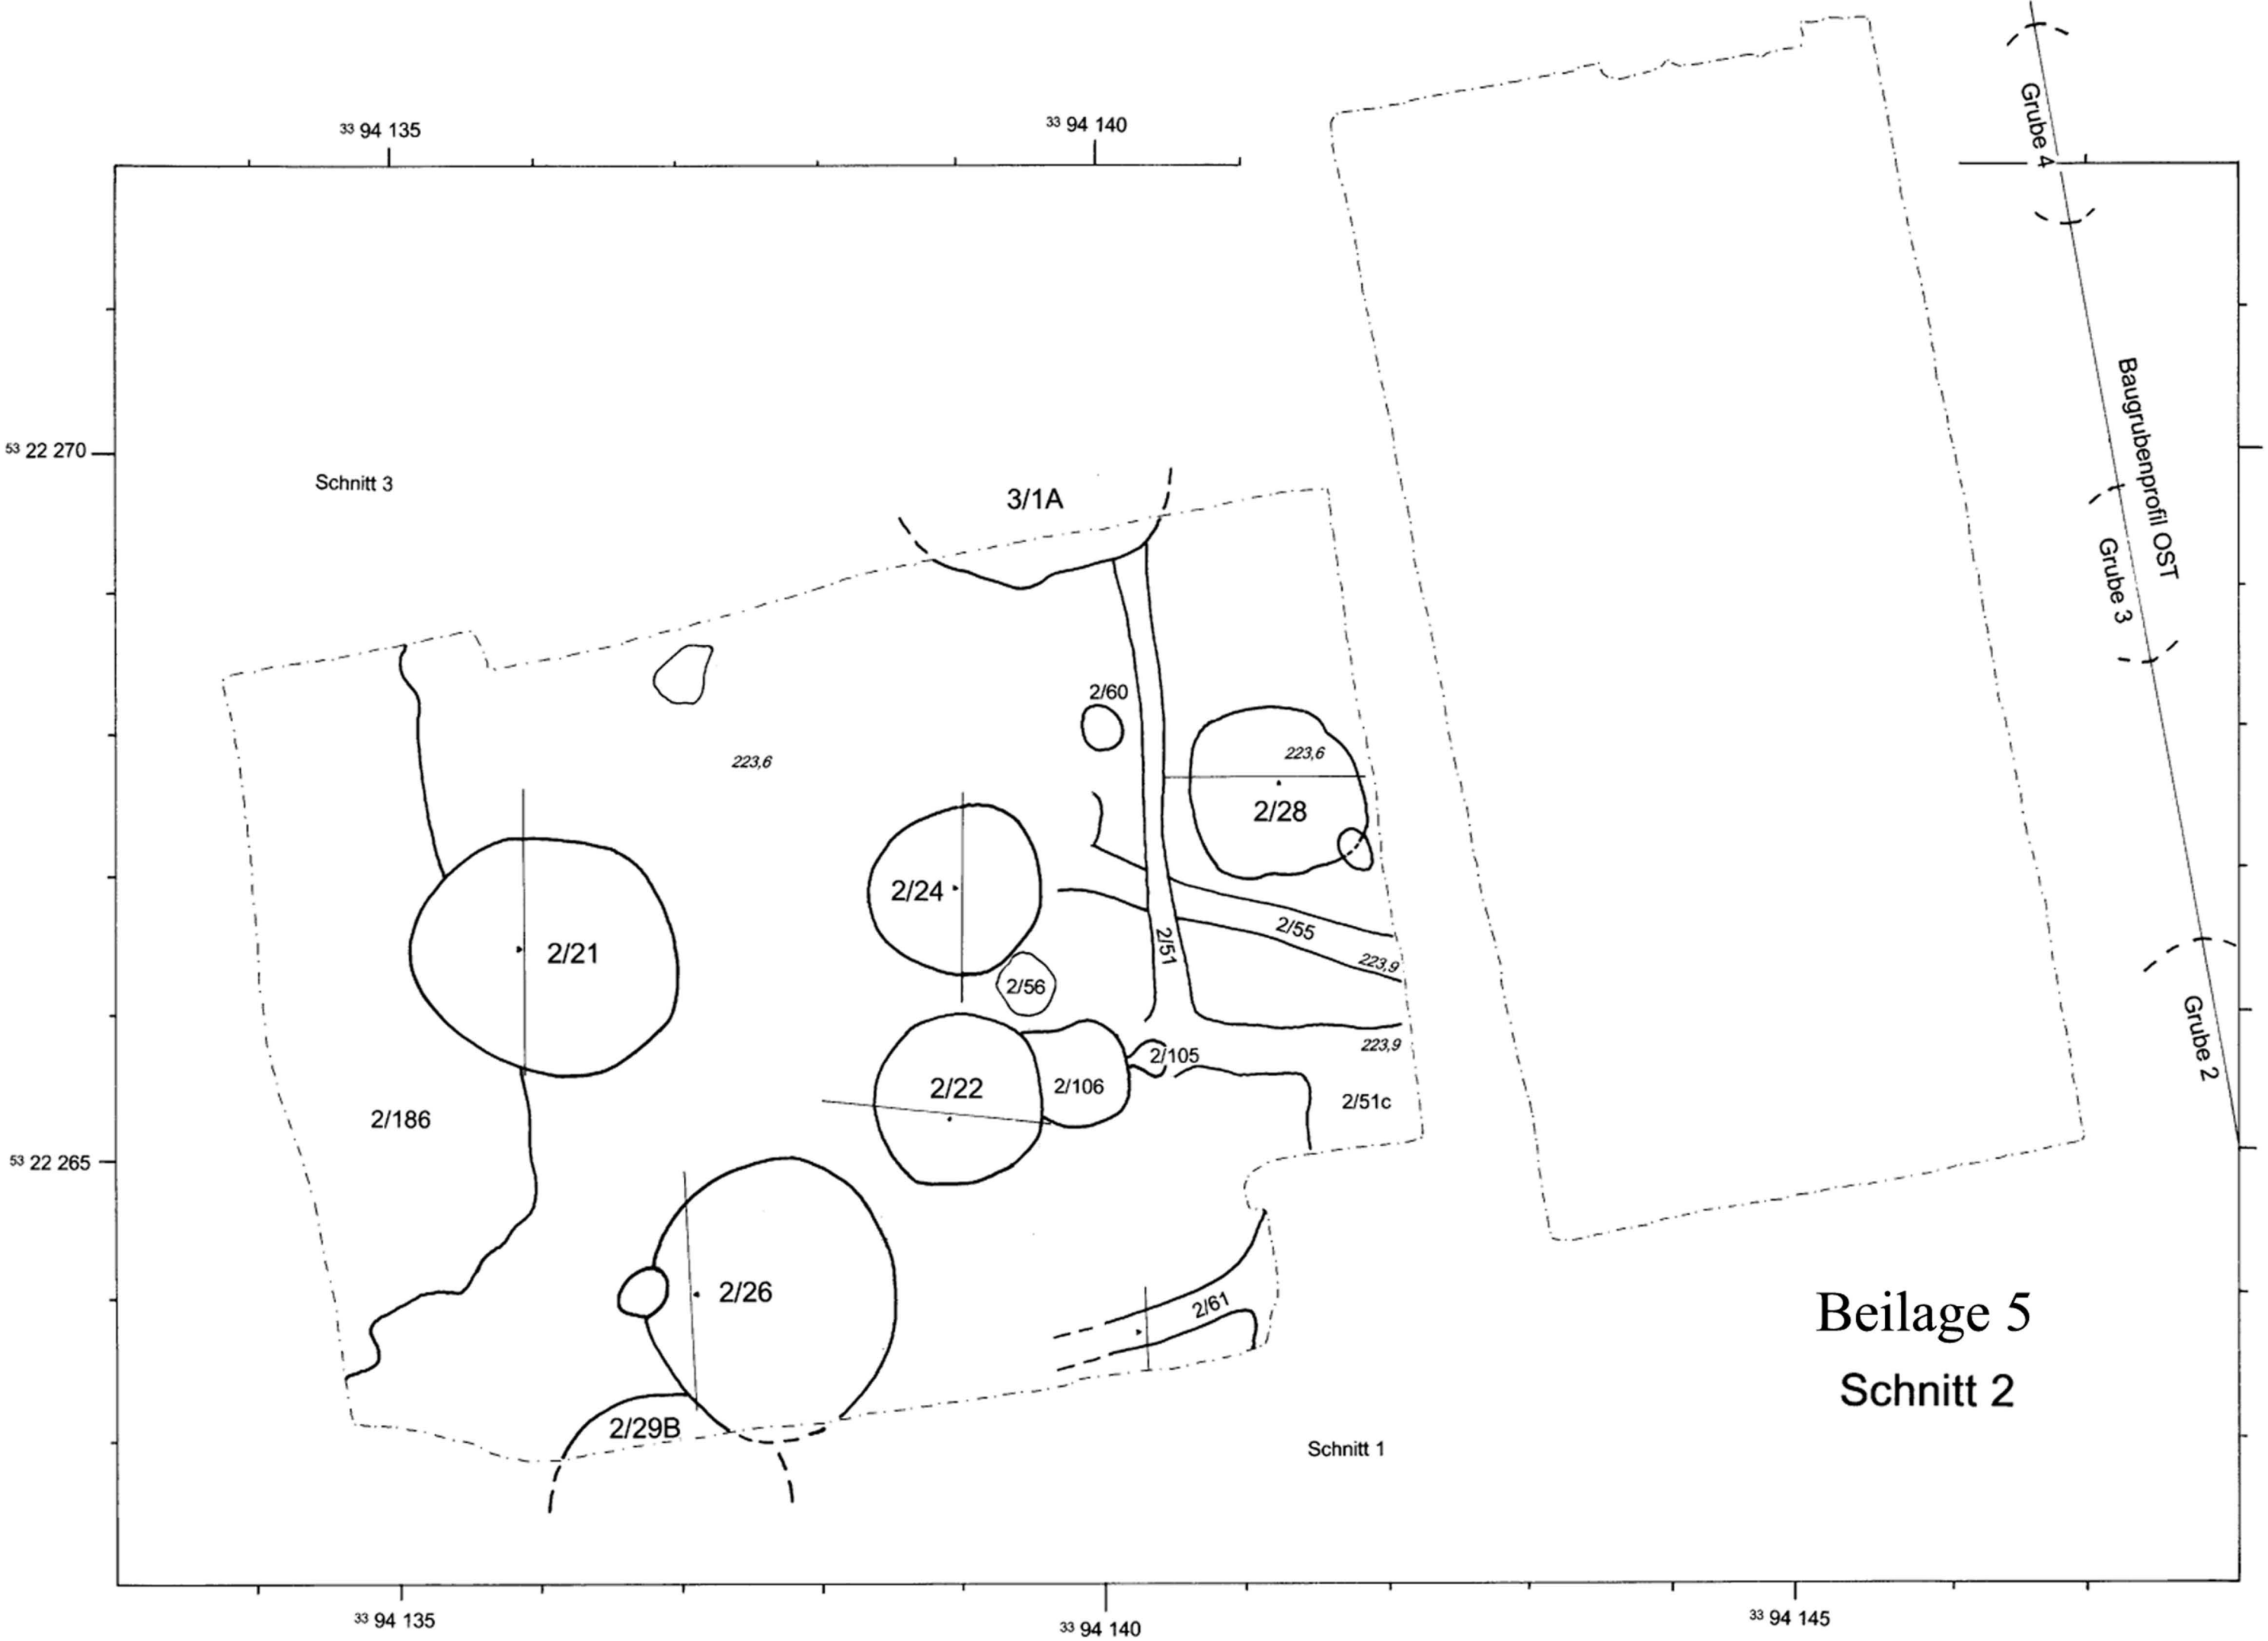 33 94 135
33 94 140
Grube 4
53 22 270
Schnitt 3
3/1A
Baugrubenprofil OST
Grube 3
2/60
223,6
223,6
2/28
2/24
2/21
2/55
2/51
223,9
2/56
Grube 2
223,9
2/105
2/22
2/106
2/51c
2/186
53 22 265
2/26
2/61
Beilage 5
Schnitt 2
2/29B
Schnitt 1
33 94 135
33 94 140
33 94 145